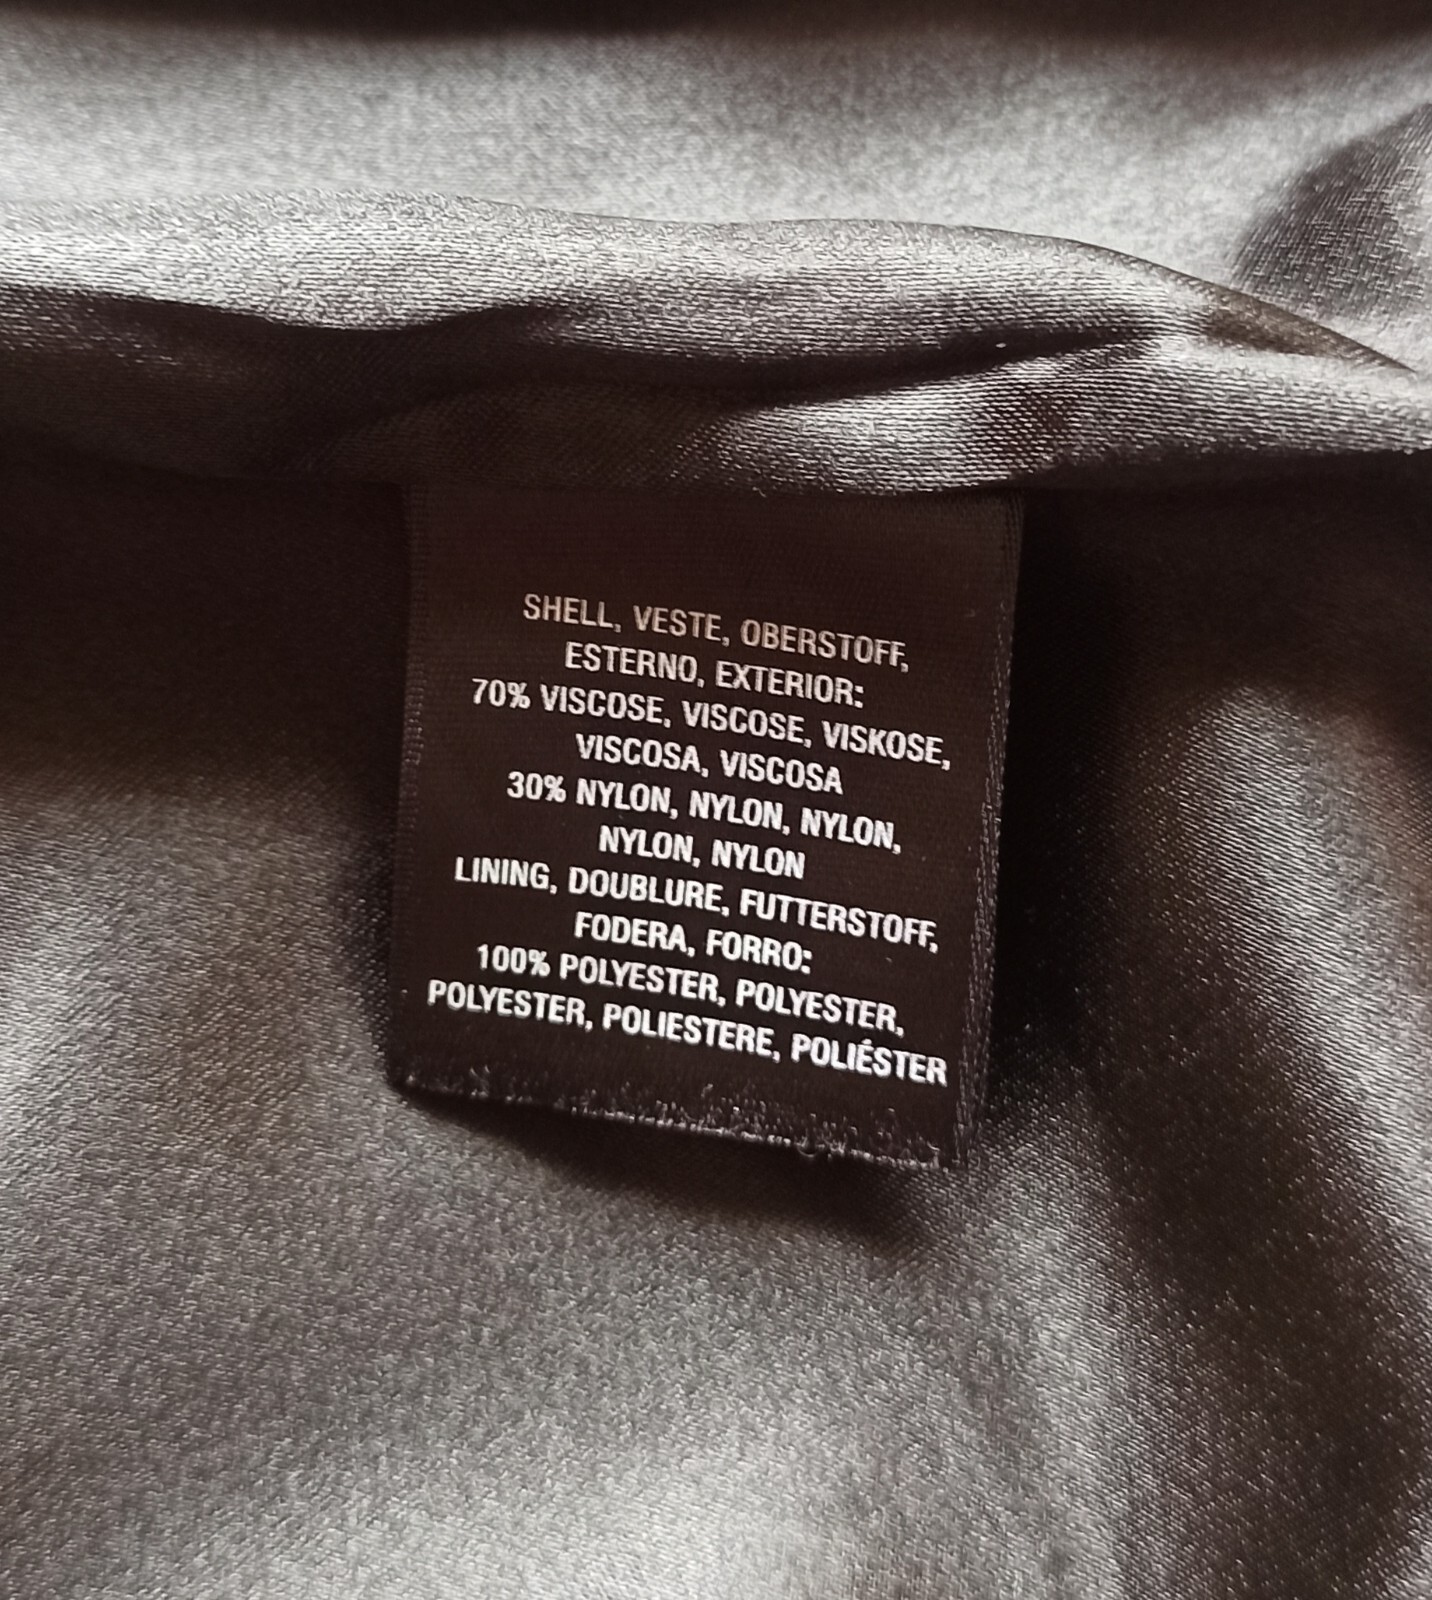 SHELL, VESTE, OBERSTOFF,
ESTERNO, EXTERIOR:
70% VISCOSE, VISCOSE, VISKOSE,
VISCOSA, VISCOSA
30% NYLON, NYLON, NYLON,
NYLON, NYLON
LINING, DOUBLURE, FUTTERSTOFF,
FODERA, FORRO:
100% POLYESTER, POLYESTER,
POLYESTER, POLIESTERE, POLIÉSTER